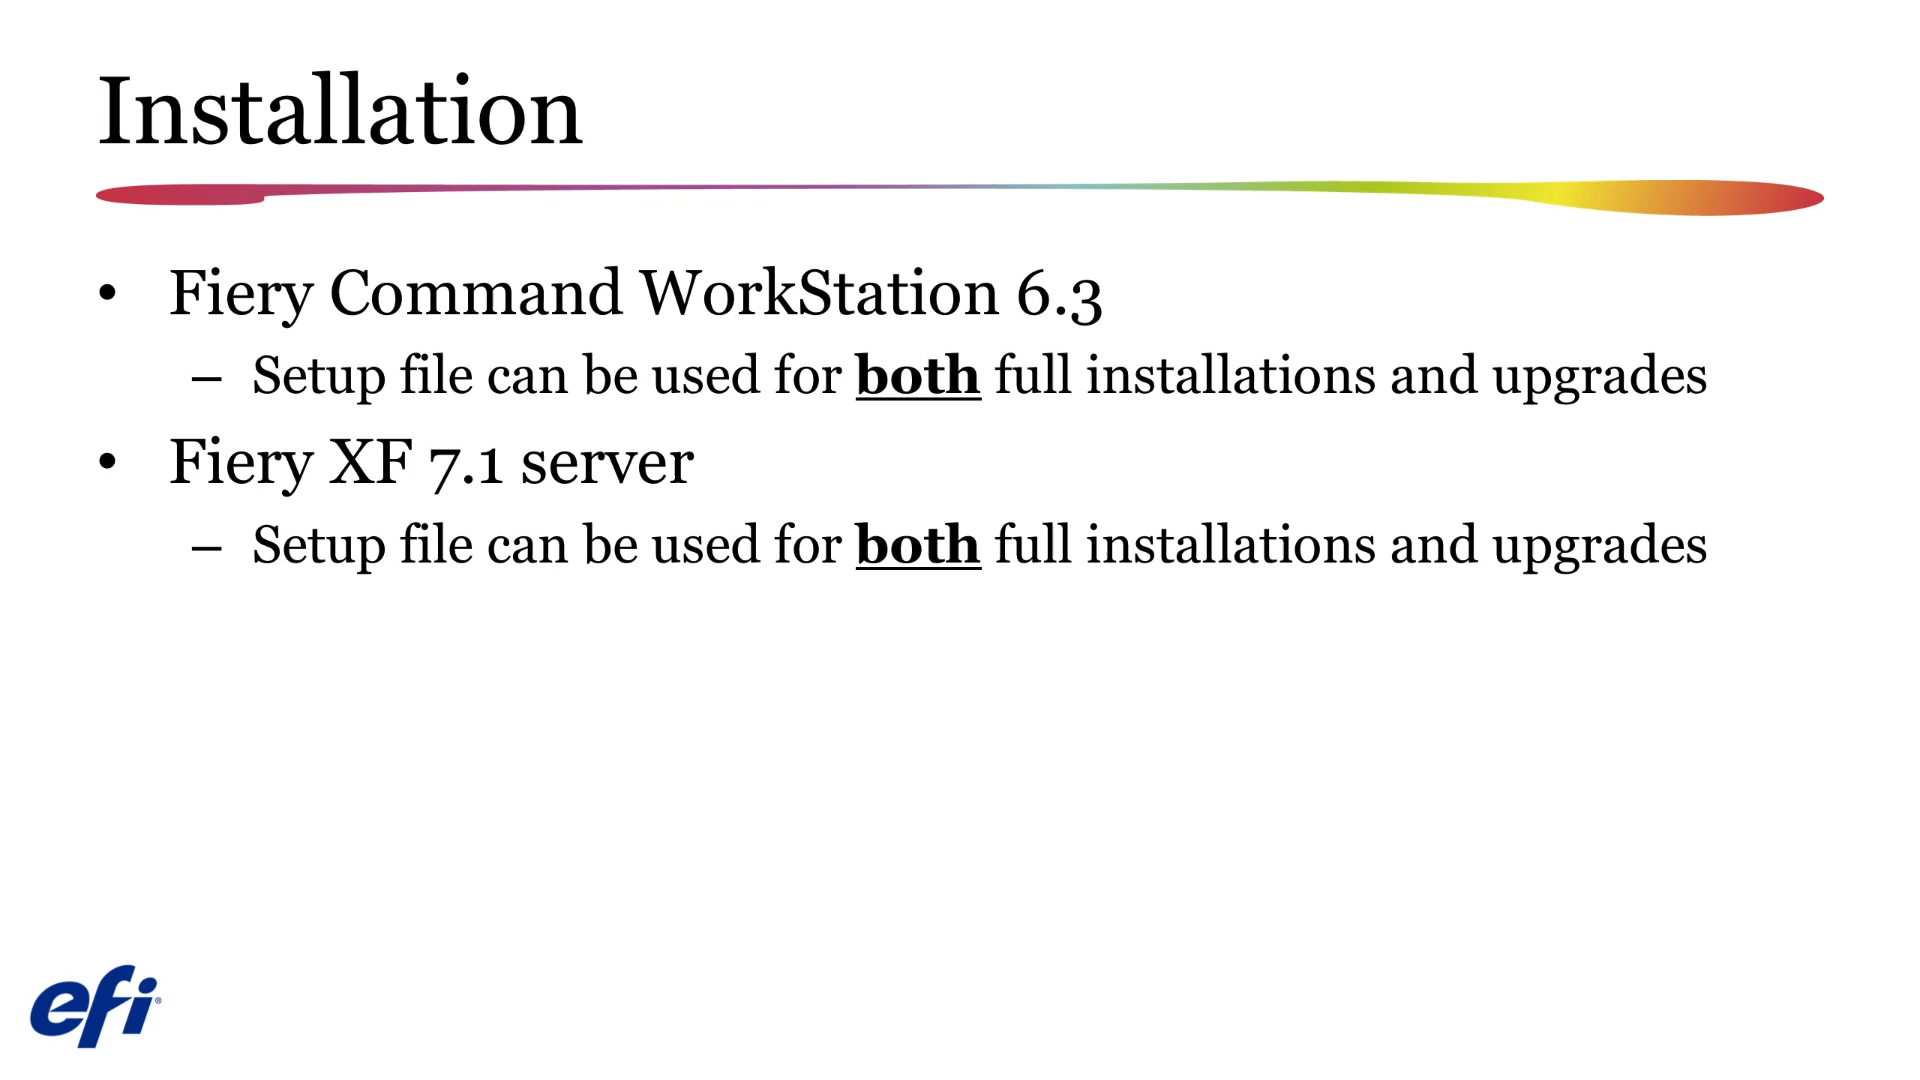 Installation
• Fiery Command WorkStation 6.3
– Setup file can be used for both full installations and upgrades
• Fiery XF 7.1 server
– Setup file can be used for both full installations and upgrades
efi®